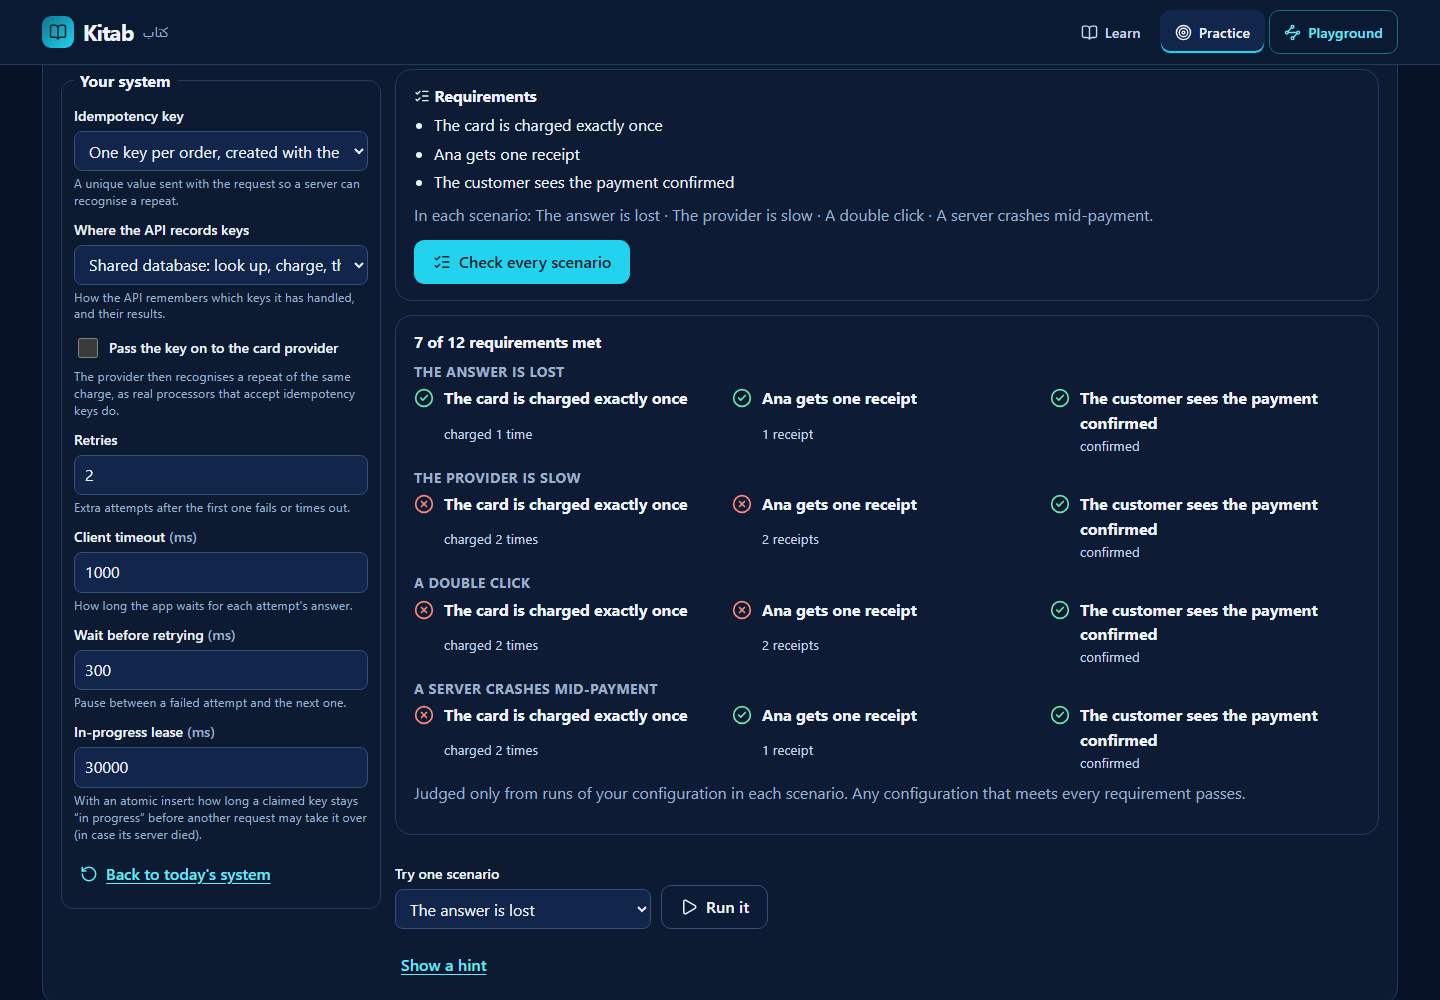 Kitab كتاب
Learn
Practice
Playground
Your system
Idempotency key
One key per order, created with the
A unique value sent with the request so a server can
recognise a repeat.
Where the API records keys
Shared database: look up, charge, th
How the API remembers which keys it has handled,
and their results.
Pass the key on to the card provider
The provider then recognises a repeat of the same
charge, as real processors that accept idempotency
keys do.
Retries
2
Extra attempts after the first one fails or times out.
Client timeout (ms)
1000
How long the app waits for each attempt's answer.
Wait before retrying (ms)
300
Pause between a failed attempt and the next one.
In-progress lease (ms)
30000
With an atomic insert: how long a claimed key stays
“in progress” before another request may take it over
(in case its server died).
Back to today's system
Requirements
• The card is charged exactly once
• Ana gets one receipt
• The customer sees the payment confirmed
In each scenario: The answer is lost · The provider is slow · A double click · A server crashes mid-payment.
Check every scenario
7 of 12 requirements met
THE ANSWER IS LOST
The card is charged exactly once
charged 1 time
Ana gets one receipt
1 receipt
The customer sees the payment
confirmed
confirmed
THE PROVIDER IS SLOW
The card is charged exactly once
charged 2 times
Ana gets one receipt
2 receipts
The customer sees the payment
confirmed
confirmed
A DOUBLE CLICK
The card is charged exactly once
charged 2 times
Ana gets one receipt
2 receipts
The customer sees the payment
confirmed
confirmed
A SERVER CRASHES MID-PAYMENT
The card is charged exactly once
charged 2 times
Ana gets one receipt
1 receipt
The customer sees the payment
confirmed
confirmed
Judged only from runs of your configuration in each scenario. Any configuration that meets every requirement passes.
Try one scenario
The answer is lost
Run it
Show a hint